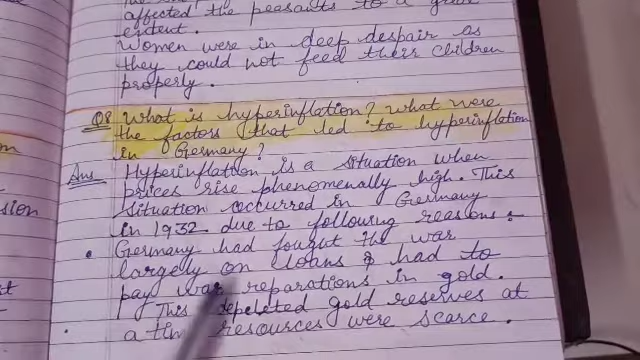 affected the peasants to a great
extent.
Women were in deep despair as
they could not feed their children
properly.
Q8 What is hyperinflation? What were
the factors that led to hyperinflation
in Germany?
Ans Hyperinflation is a situation when
prices rise phenomenally high. This
situation occurred in Germany
in 1932 due to following reasons:-
• Germany had fought the war
largely on loans & had to
pay war reparations in gold.
This depeleted gold reserves at
a time resources were scarce.
sion